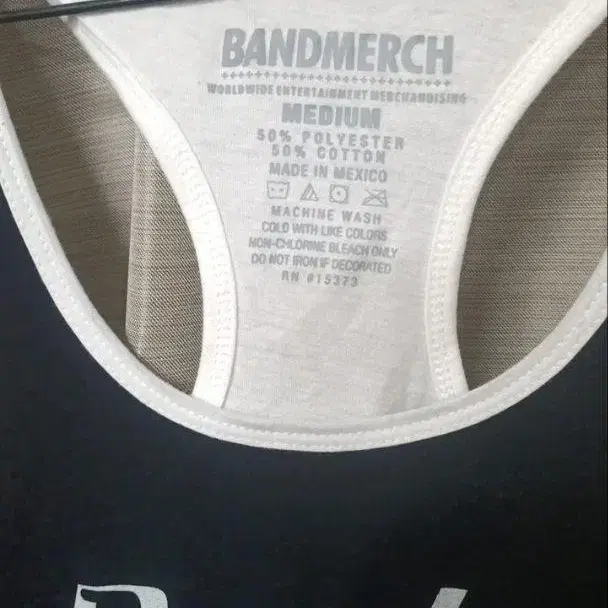 BANDMERCH
WORLDWIDE ENTERTAINMENT MERCHANDISING
MEDIUM
50% POLYESTER
50% COTTON
MADE IN MEXICO
MACHINE WASH
COLD WITH LIKE COLORS
NON-CHLORINE BLEACH ONLY
DO NOT IRON IF DECORATED
RN #15373